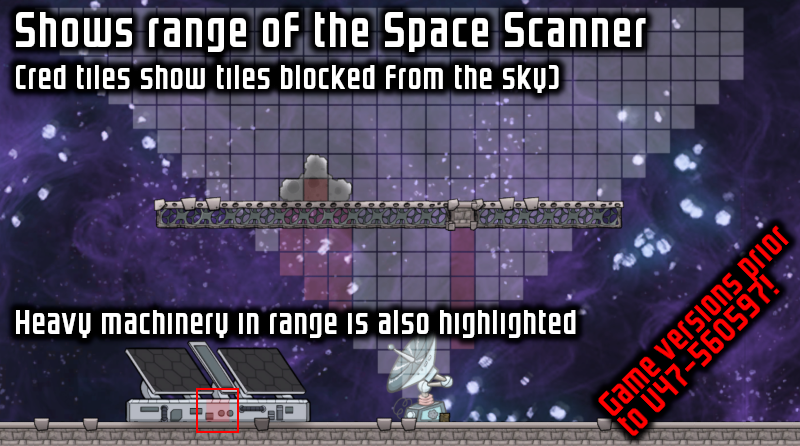 Shows range of the Space Scanner
(red tiles show tiles blocked from the sky)
Heavy machinery in range is also highlighted
Game versions prior
to U47-560597!